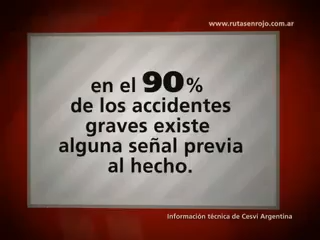 www.rutasenrojo.com.ar
en el 90%
de los accidentes
graves existe
alguna señal previa
al hecho.
Información técnica de Cesvi Argentina